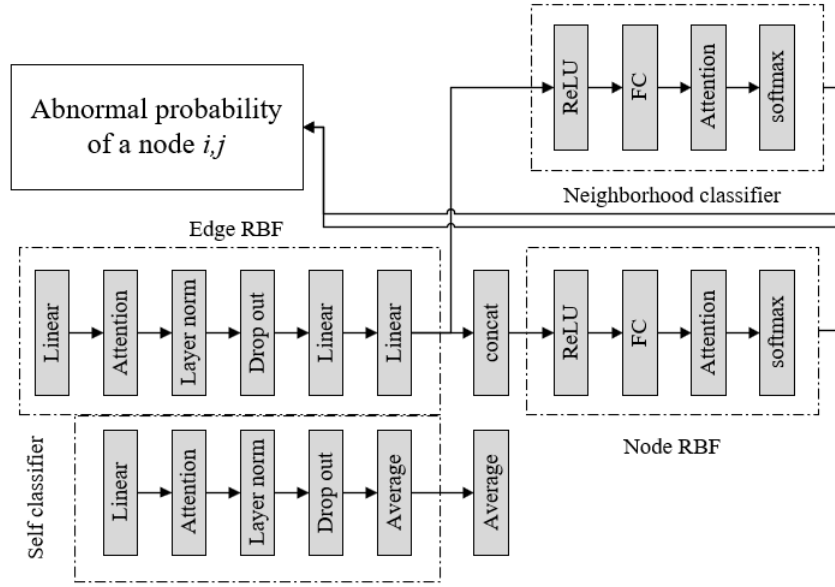 ReLU
FC
Attention
softmax
Abnormal probability
of a node i,j
Neighborhood classifier
Edge RBF
Linear
Attention
Layer norm
Drop out
Linear
Linear
concat
ReLU
FC
Attention
softmax
Node RBF
Self classifier
Linear
Attention
Layer norm
Drop out
Average
Average